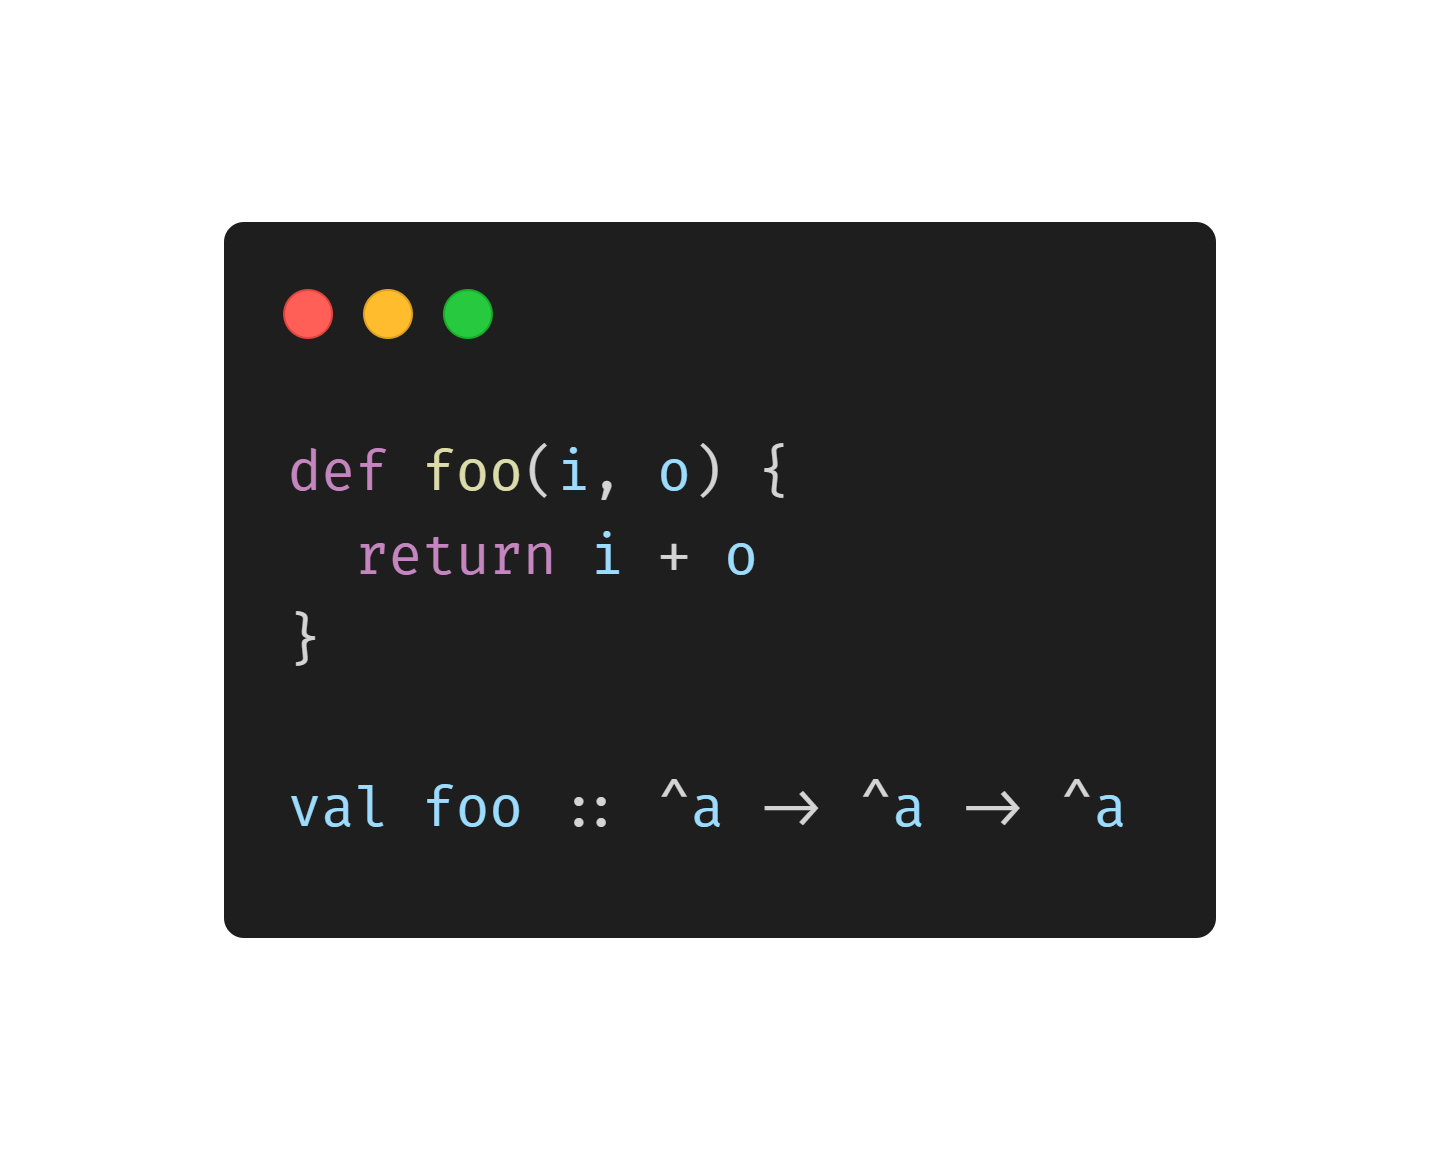 def foo(i, o) {
  return i + o
}
val foo :: ^a -> ^a -> ^a